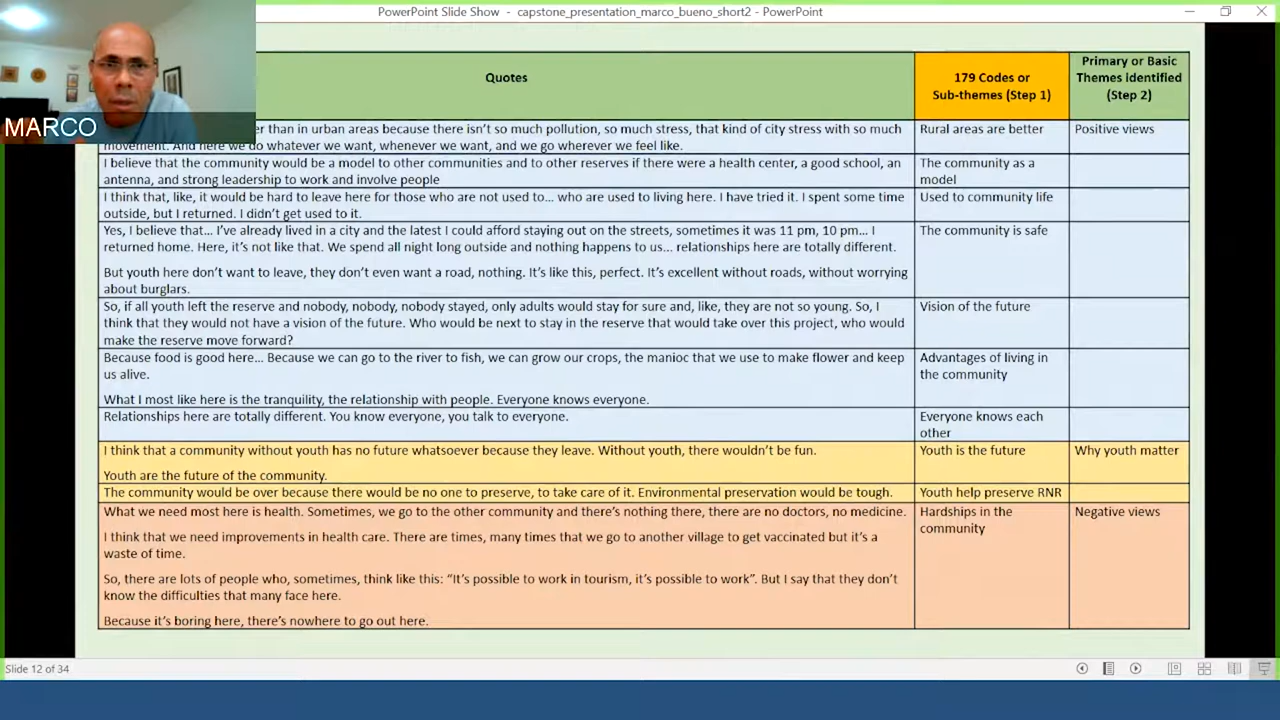 PowerPoint Slide Show - capstone_presentation_marco_bueno_short2 - PowerPoint
MARCO
Quotes
179 Codes or
Sub-themes (Step 1)
Primary or Basic
Themes identified
(Step 2)
than in urban areas because there isn't so much pollution, so much stress, that kind of city stress with so much
movement. And here we do whatever we want, whenever we want, and we go wherever we feel like.
Rural areas are better
Positive views
I believe that the community would be a model to other communities and to other reserves if there were a health center, a good school, an
antenna, and strong leadership to work and involve people
The community as a
model
I think that, like, it would be hard to leave here for those who are not used to... who are used to living here. I have tried it. I spent some time
outside, but I returned. I didn't get used to it.
Used to community life
Yes, I believe that... I've already lived in a city and the latest I could afford staying out on the streets, sometimes it was 11 pm, 10 pm... I
returned home. Here, it's not like that. We spend all night long outside and nothing happens to us... relationships here are totally different.
But youth here don't want to leave, they don't even want a road, nothing. It's like this, perfect. It's excellent without roads, without worrying
about burglars.
The community is safe
So, if all youth left the reserve and nobody, nobody, nobody stayed, only adults would stay for sure and, like, they are not so young. So, I
think that they would not have a vision of the future. Who would be next to stay in the reserve that would take over this project, who would
make the reserve move forward?
Vision of the future
Because food is good here... Because we can go to the river to fish, we can grow our crops, the manioc that we use to make flower and keep
us alive.
What I most like here is the tranquility, the relationship with people. Everyone knows everyone.
Advantages of living in
the community
Relationships here are totally different. You know everyone, you talk to everyone.
Everyone knows each
other
I think that a community without youth has no future whatsoever because they leave. Without youth, there wouldn't be fun.
Youth are the future of the community.
Youth is the future
Why youth matter
The community would be over because there would be no one to preserve, to take care of it. Environmental preservation would be tough.
Youth help preserve RNR
What we need most here is health. Sometimes, we go to the other community and there's nothing there, there are no doctors, no medicine.
I think that we need improvements in health care. There are times, many times that we go to another village to get vaccinated but it's a
waste of time.
So, there are lots of people who, sometimes, think like this: "It's possible to work in tourism, it's possible to work". But I say that they don't
know the difficulties that many face here.
Because it's boring here, there's nowhere to go out here.
Hardships in the
community
Negative views
Slide 12 of 34